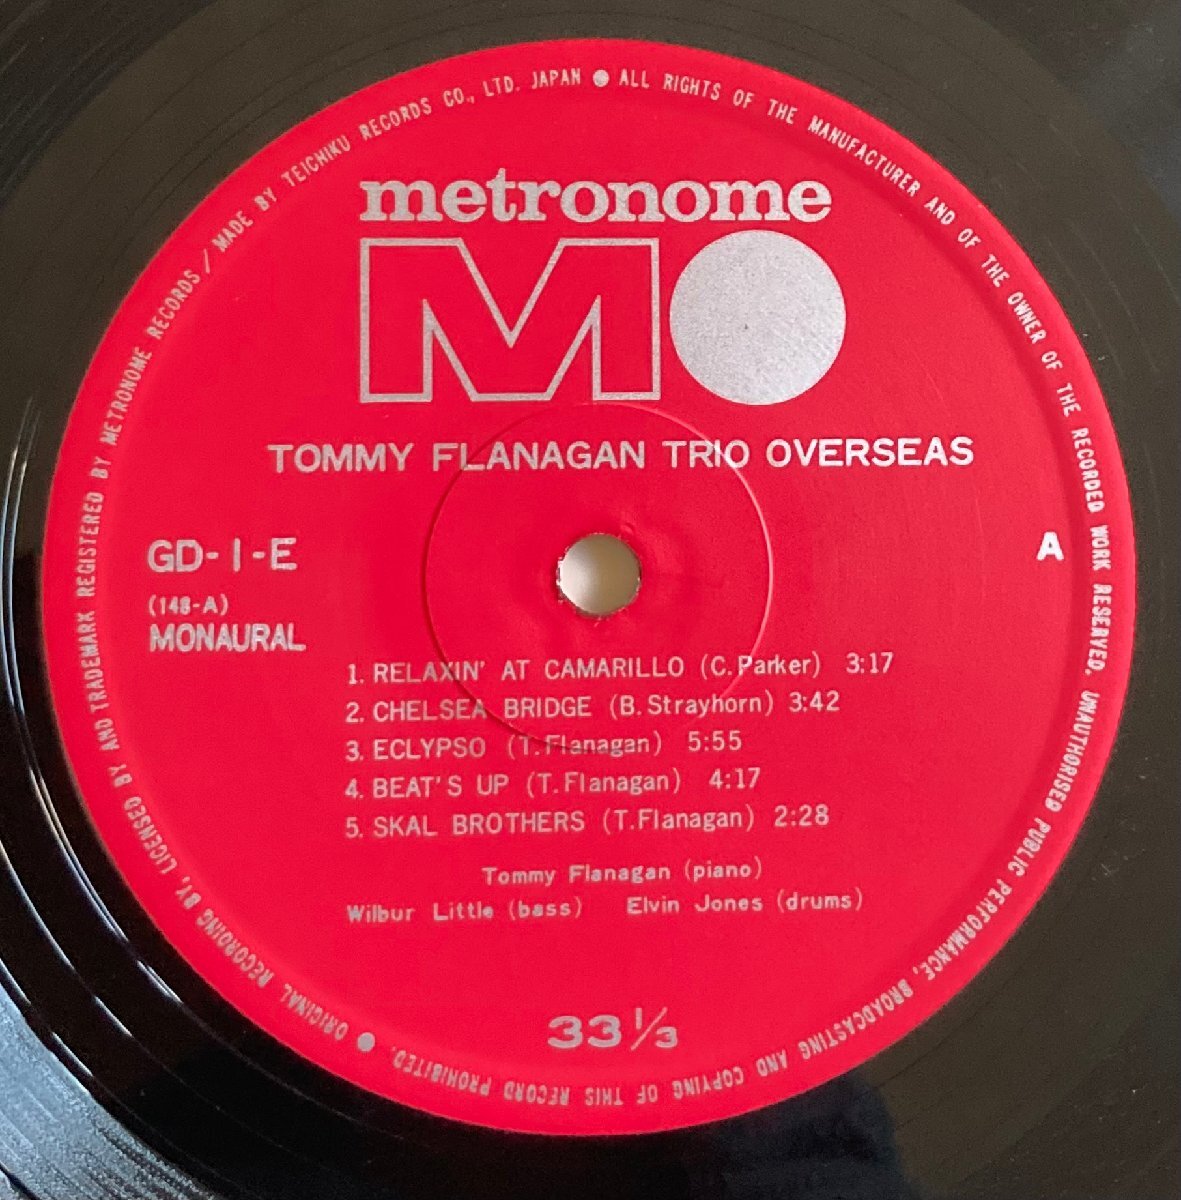 ORIGINAL RECORDING BY, LICENSED BY AND TRADEMARK REGISTERED BY METRONOME RECORDS / MADE BY TEICHIKU RECORDS CO., LTD. JAPAN ● ALL RIGHTS OF THE MANUFACTURER AND OF THE OWNER OF THE RECORDED WORK RESERVED. UNAUTHORISED PUBLIC PERFORMANCE, BROADCASTING AND COPYING OF THIS RECORD PROHIBITED. ●
metronome
MO
TOMMY FLANAGAN TRIO OVERSEAS
GD-1-E
A
(148-A)
MONAURAL
1. RELAXIN' AT CAMARILLO (C. Parker) 3:17
2. CHELSEA BRIDGE (B. Strayhorn) 3:42
3. ECLYPSO (T. Flanagan) 5:55
4. BEAT'S UP (T. Flanagan) 4:17
5. SKAL BROTHERS (T. Flanagan) 2:28
Tommy Flanagan (piano)
Wilbur Little (bass) Elvin Jones (drums)
33 1/3